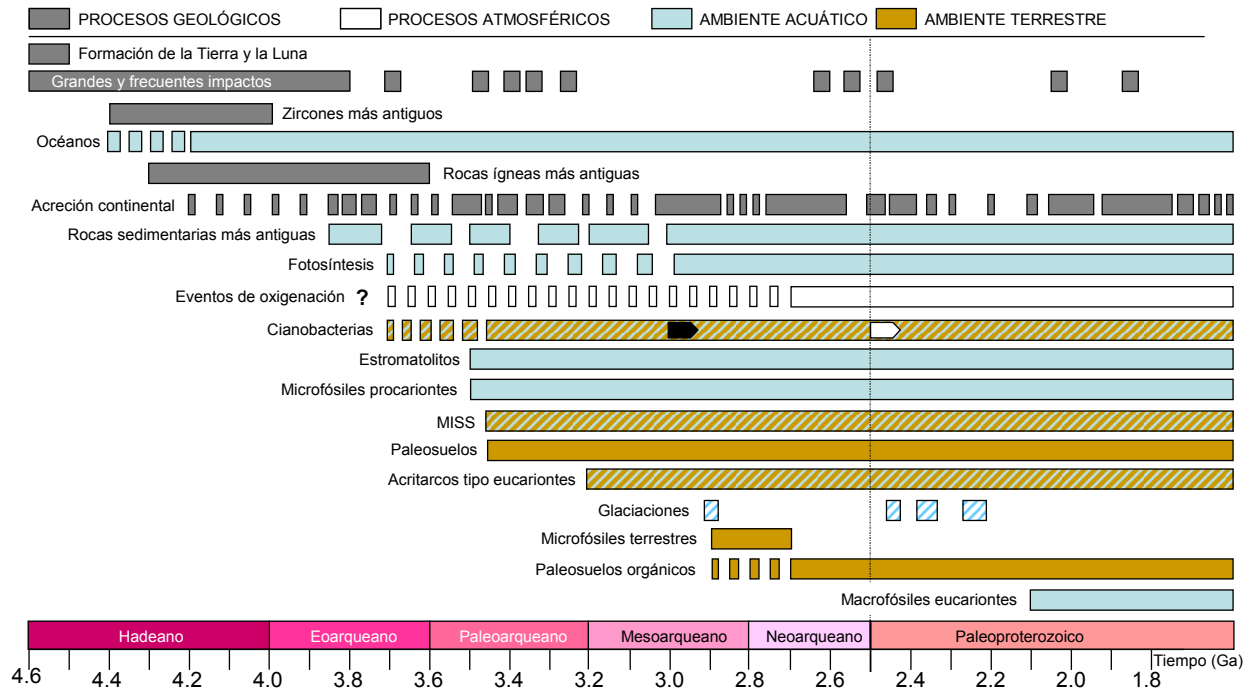 PROCESOS GEOLÓGICOS PROCESOS ATMOSFÉRICOS AMBIENTE ACUÁTICO AMBIENTE TERRESTRE
Formación de la Tierra y la Luna
Grandes y frecuentes impactos
Zircones más antiguos
Océanos
Rocas ígneas más antiguas
Acreción continental
Rocas sedimentarias más antiguas
Fotosíntesis
Eventos de oxigenación ?
Cianobacterias
Estromatolitos
Microfósiles procariontes
MISS
Paleosuelos
Acritarcos tipo eucariontes
Glaciaciones
Microfósiles terrestres
Paleosuelos orgánicos
Macrofósiles eucariontes
Hadeano Eoarqueano Paleoarqueano Mesoarqueano Neoarqueano Paleoproterozoico
Tiempo (Ga)
4.6 4.4 4.2 4.0 3.8 3.6 3.4 3.2 3.0 2.8 2.6 2.4 2.2 2.0 1.8